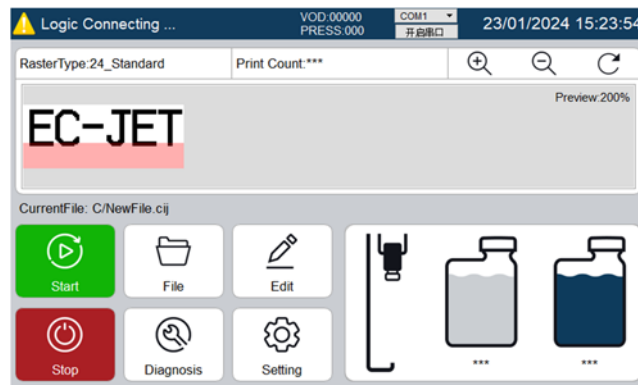 Logic Connecting ...
VOD:00000
PRESS:000
COM1
开启串口
23/01/2024 15:23:54
RasterType:24_Standard
Print Count:***
Preview:200%
EC-JET
CurrentFile: C/NewFile.cij
Start
File
Edit
Stop
Diagnosis
Setting
***
***